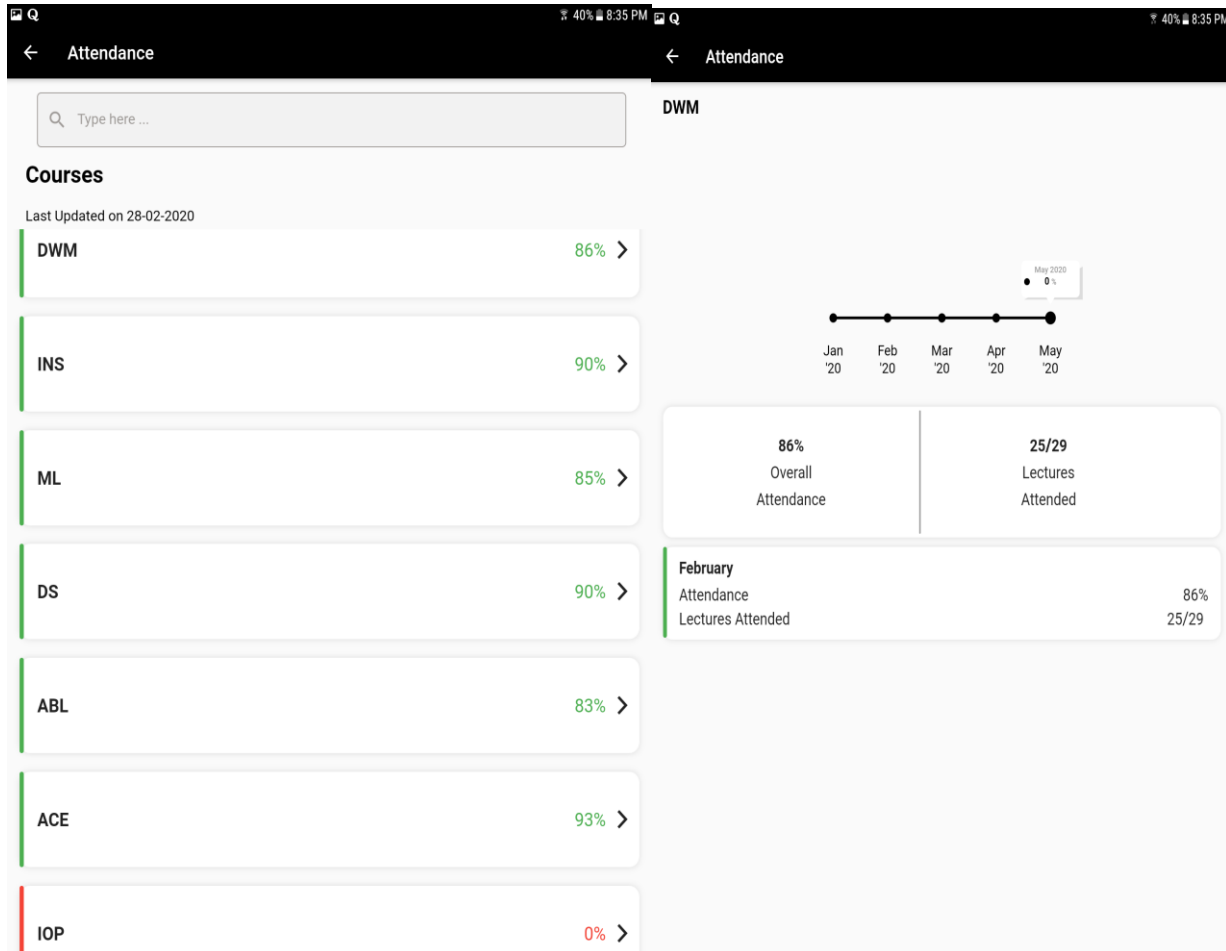 Q 40% 8:35 PM
Attendance
Type here ...
Courses
Last Updated on 28-02-2020
DWM 86%
INS 90%
ML 85%
DS 90%
ABL 83%
ACE 93%
IOP 0%
Q 40% 8:35 PM
Attendance
DWM
May 2020
0 %
Jan Feb Mar Apr May
'20 '20 '20 '20 '20
86% 25/29
Overall Lectures
Attendance Attended
February
Attendance 86%
Lectures Attended 25/29